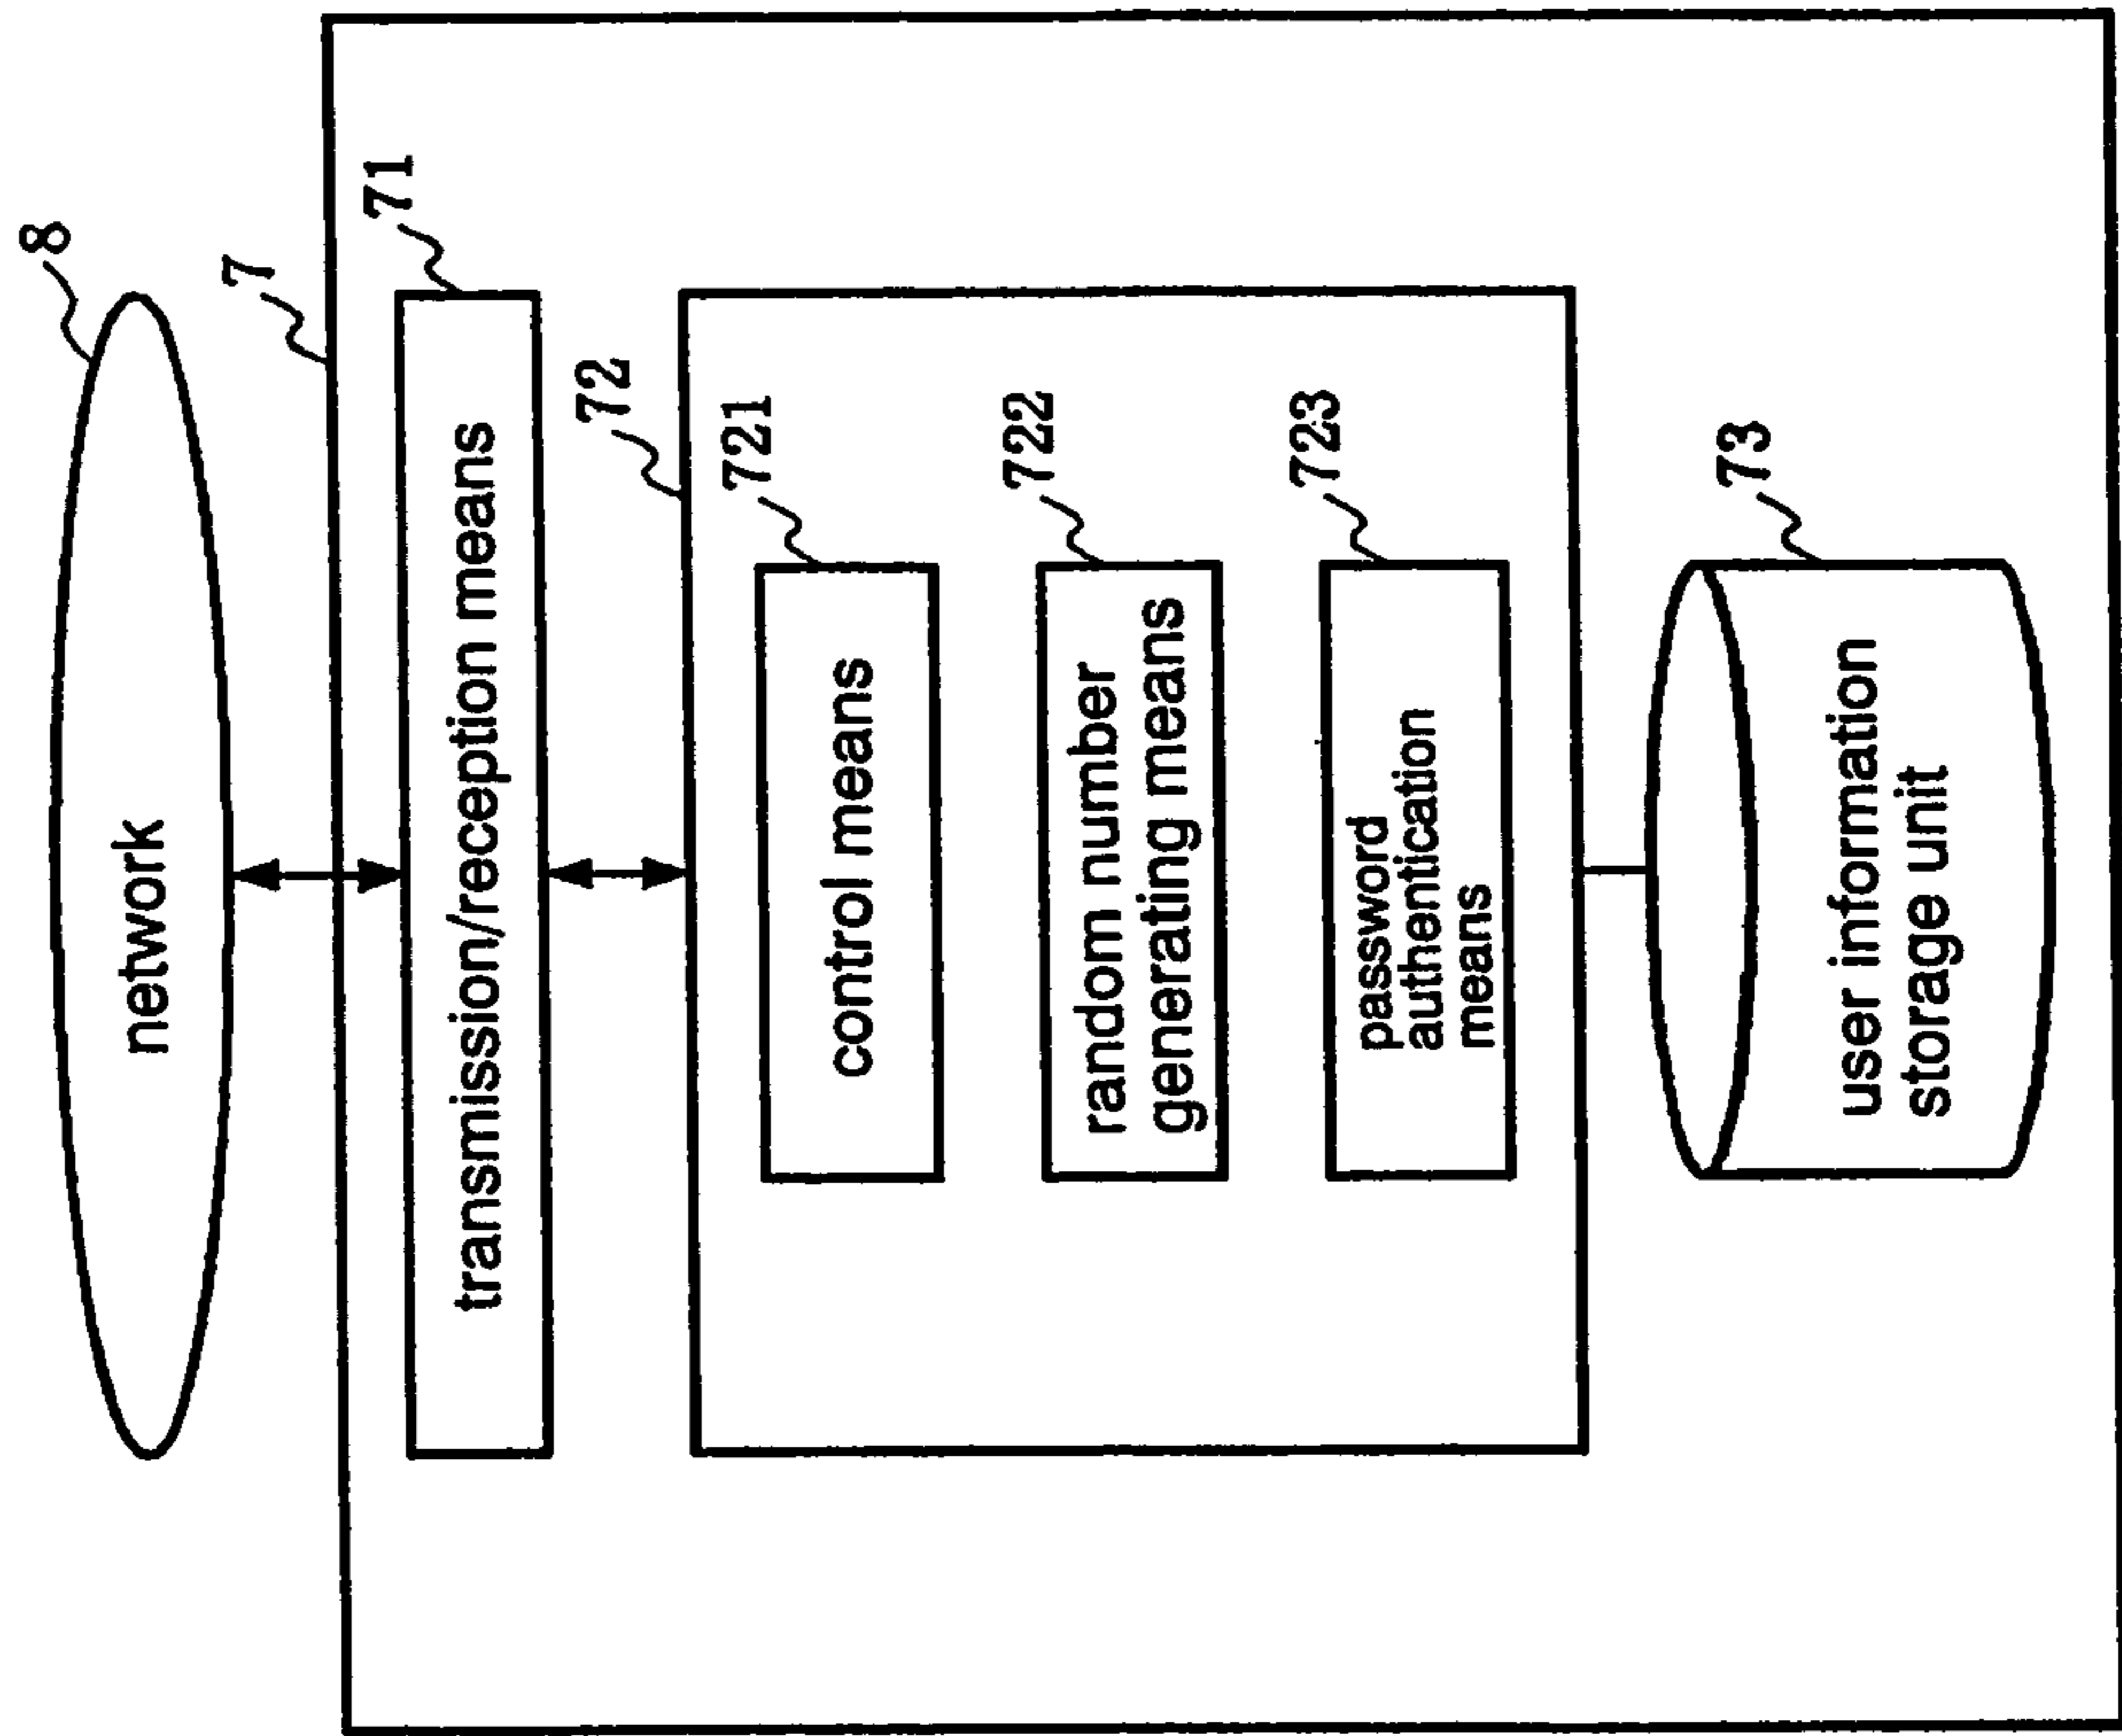 8
network
7
71
transmission/reception means
72
721
control means
722
random number
generating means
723
password
authentication
means
73
user information
storage unit